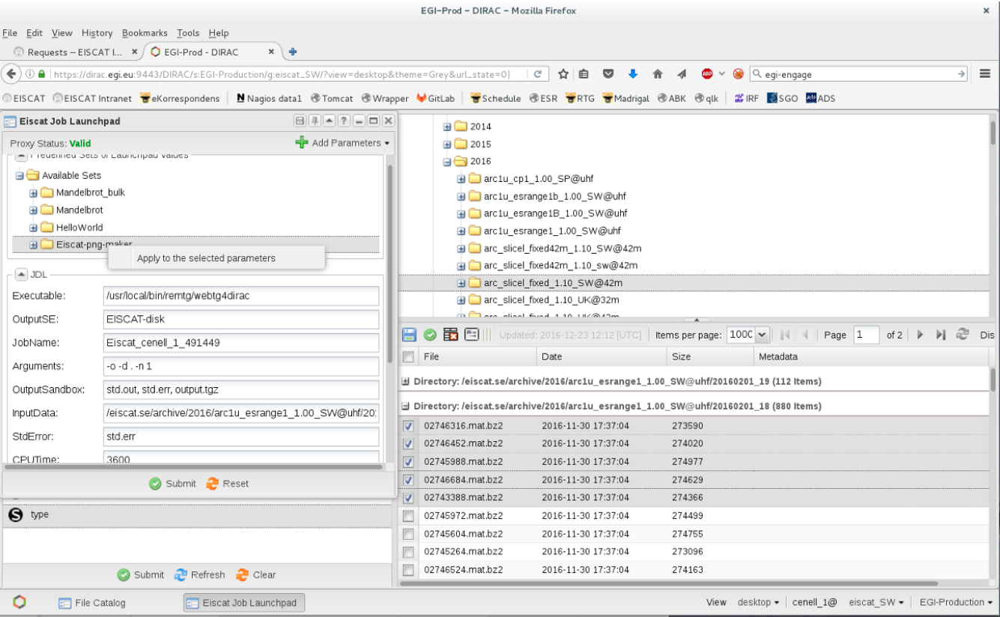 EGI-Prod - DIRAC - Mozilla Firefox
File Edit View History Bookmarks Tools Help
Requests – EISCAT I... EGI-Prod - DIRAC
https://dirac.egi.eu:9443/DIRAC/s:EGI-Production/g:eiscat_SW/?view=desktop&theme=Grey&url_state=0| ABP egi-engage
EISCAT EISCAT Intranet eKorrespondens Nagios data1 Tomcat Wrapper GitLab Schedule ESR RTG Madrigal ABK qlk IRF SGO ADS
Eiscat Job Launchpad
Proxy Status: Valid Add Parameters
Predefined Sets of Launchpad Values
Available Sets
Mandelbrot_bulk
Mandelbrot
HelloWorld
Eiscat-png-maker
Apply to the selected parameters
JDL
Executable: /usr/local/bin/remtg/webtg4dirac
OutputSE: EISCAT-disk
JobName: Eiscat_cenell_1_491449
Arguments: -o -d . -n 1
OutputSandbox: std.out, std.err, output.tgz
InputData: /eiscat.se/archive/2016/arc1u_esrange1_1.00_SW@uhf/20:
StdError: std.err
CPUTime: 3600
Submit Reset
type
Submit Refresh Clear
2014
2015
2016
arc1u_cp1_1.00_SP@uhf
arc1u_esrange1b_1.00_SW@uhf
arc1u_esrange1B_1.00_SW@uhf
arc1u_esrange1_1.00_SW@uhf
arc_slicel_fixed42m_1.10_SW@42m
arc_slicel_fixed42m_1.10_sw@42m
arc_slicel_fixed_1.10_SW@42m
arc_slicel_fixed_1.10_UK@32m
arc_slicel_fixed_1.10_UK@42m
Updated: 2016-12-23 12:12 [UTC] Items per page: 1000 Page 1 of 2 Dis
File Date Size Metadata
Directory: /eiscat.se/archive/2016/arc1u_esrange1_1.00_SW@uhf/20160201_19 (112 Items)
Directory: /eiscat.se/archive/2016/arc1u_esrange1_1.00_SW@uhf/20160201_18 (880 Items)
02746316.mat.bz2 2016-11-30 17:37:04 273590
02746452.mat.bz2 2016-11-30 17:37:04 274020
02745988.mat.bz2 2016-11-30 17:37:04 274977
02746684.mat.bz2 2016-11-30 17:37:04 274629
02743388.mat.bz2 2016-11-30 17:37:04 274366
02745972.mat.bz2 2016-11-30 17:37:04 274499
02745604.mat.bz2 2016-11-30 17:37:04 274755
02745264.mat.bz2 2016-11-30 17:37:04 273096
02746524.mat.bz2 2016-11-30 17:37:04 274163
File Catalog Eiscat Job Launchpad View desktop cenell_1@ eiscat_SW EGI-Production